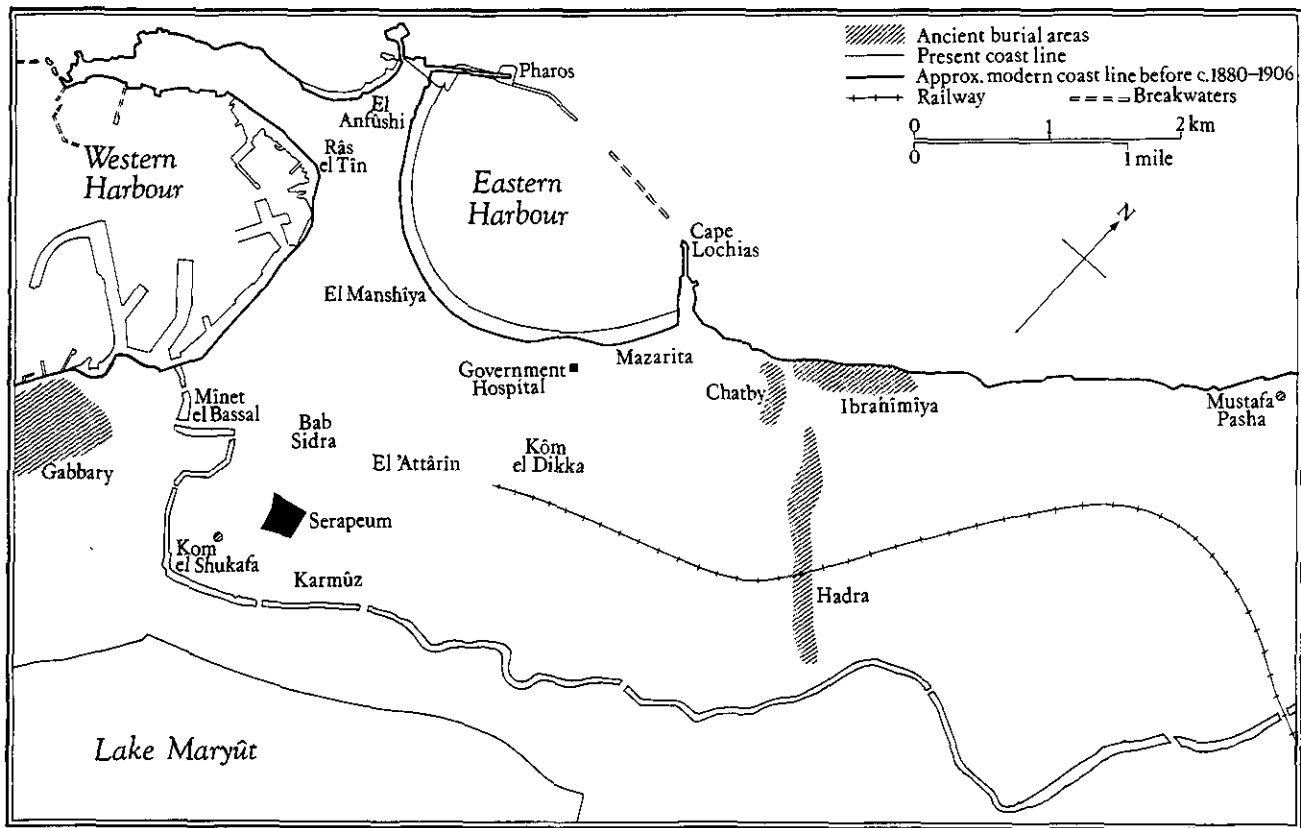 Ancient burial areas
Present coast line
Approx. modern coast line before c.1880–1906
Railway
Breakwaters
0 1 2 km
0 1 mile
N
Pharos
El
Anfûshi
Râs
el Tîn
Western
Harbour
Eastern
Harbour
Cape
Lochias
El Manshîya
Mazarita
Government
Hospital
Chatby
Ibrahîmîya
Mustafa
Pasha
Mînet
el Bassal
Bab
Sidra
El 'Attârîn
Kôm
el Dikka
Gabbary
Serapeum
Kom
el Shukafa
Karmûz
Hadra
Lake Maryût